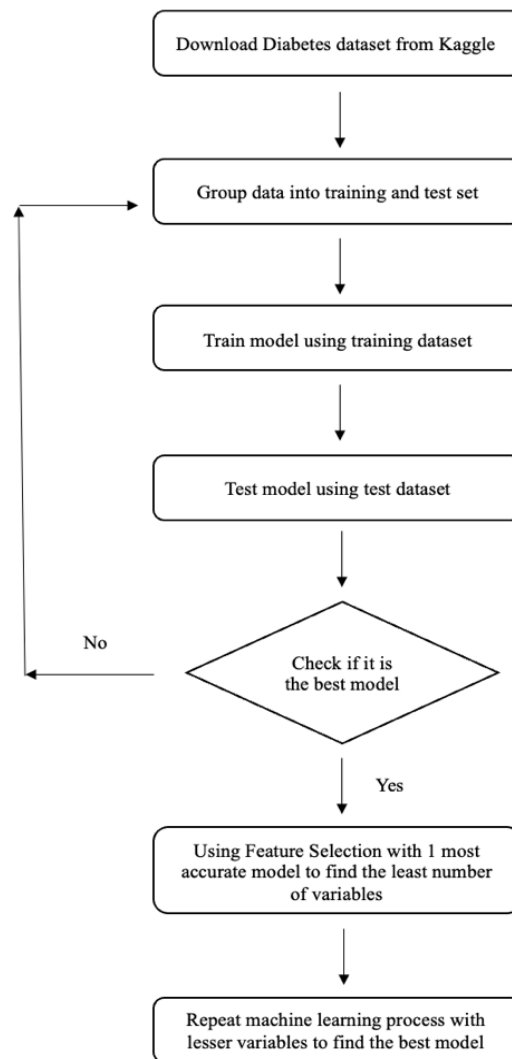 Download Diabetes dataset from Kaggle
Group data into training and test set
Train model using training dataset
Test model using test dataset
No
Check if it is
the best model
Yes
Using Feature Selection with 1 most
accurate model to find the least number
of variables
Repeat machine learning process with
lesser variables to find the best model